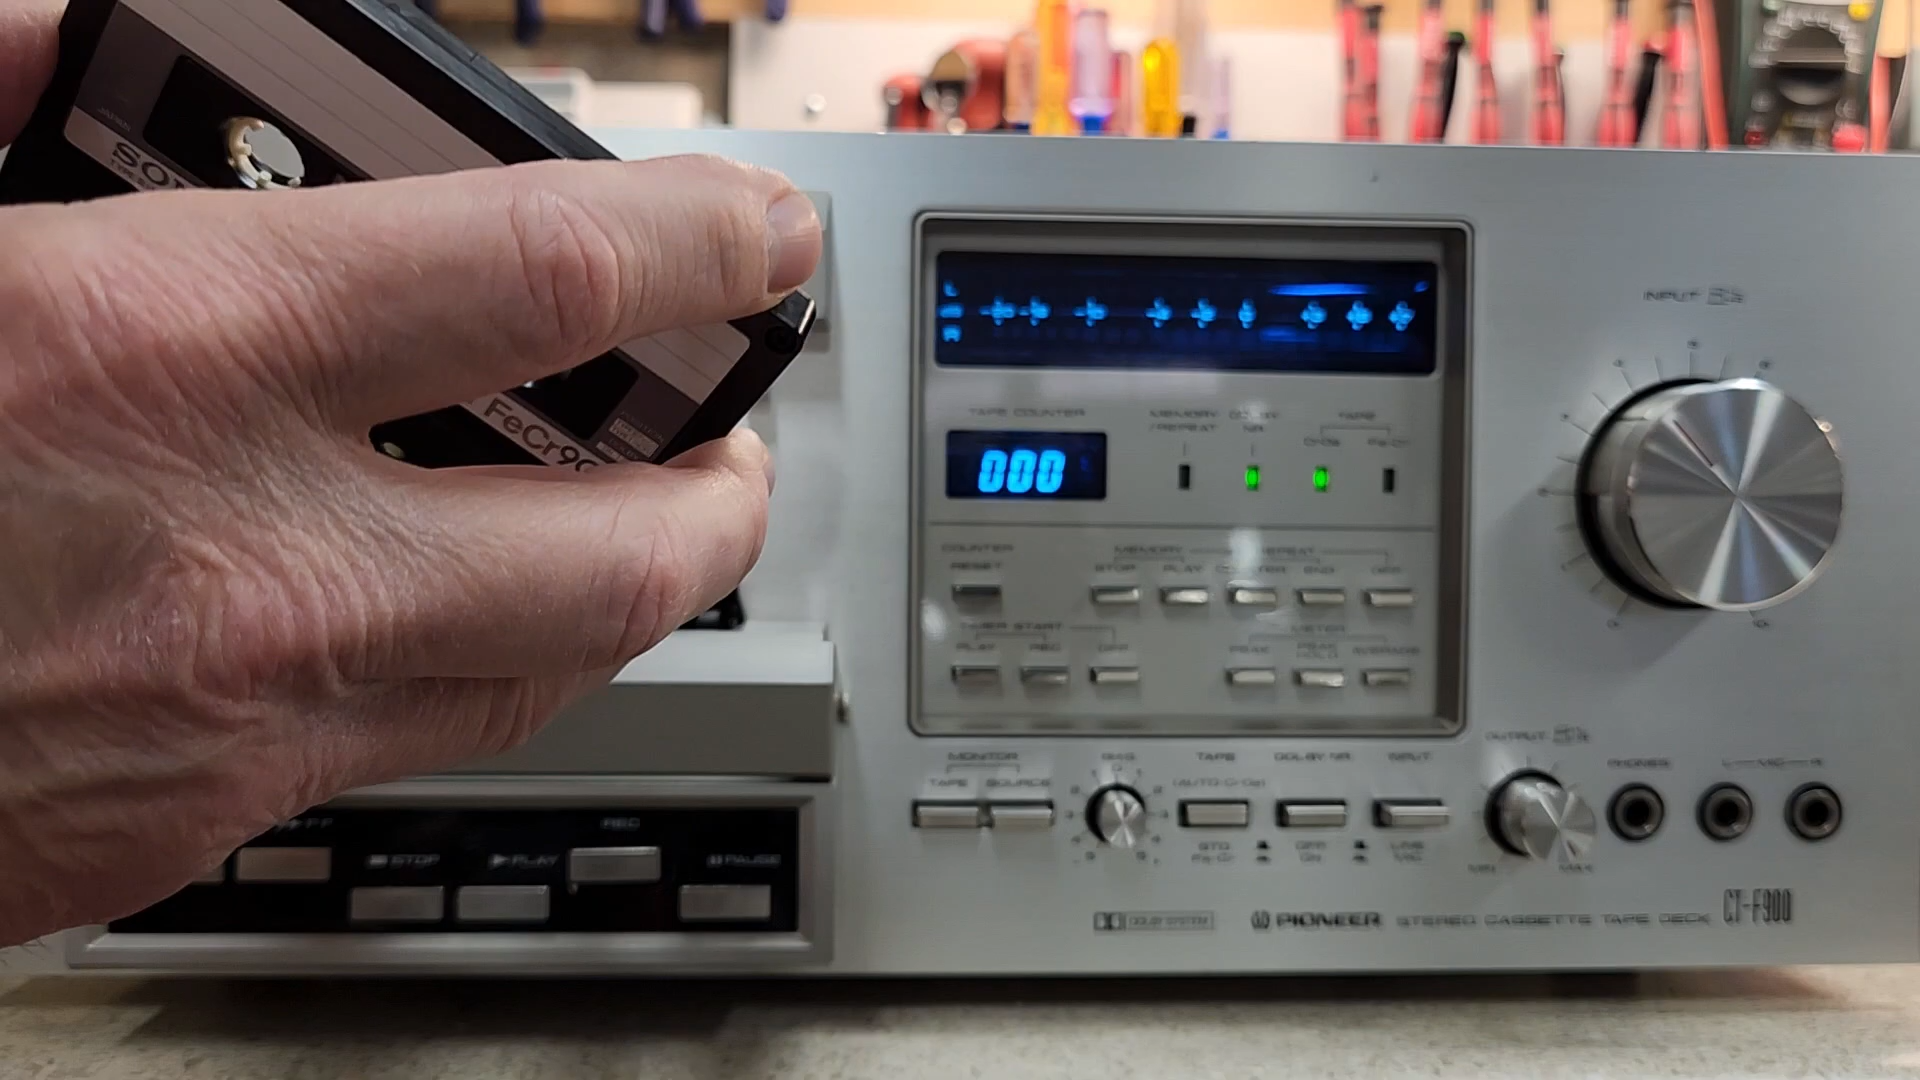 JAPAN
SON
FeCr90
INPUT
TAPE COUNTER
MEMORY
/REPEAT
DOLBY
NR
TAPE
CrO₂
Fe-Cr
000
COUNTER
RESET
MEMORY
REPEAT
STOP
PLAY
COUNTER
END
OFF
TIMER START
PLAY
REC
OFF
METER
PEAK
PEAK
HOLD
AVERAGE
OUTPUT
MONITOR
TAPE
SOURCE
BIAS
TAPE
(AUTO CrO₂)
DOLBY NR
INPUT
PHONES
L—MIC—R
STD
Fe-Cr
OFF
ON
LINE
MIC
MIN
MAX
FF
REC
STOP
PLAY
PAUSE
DOLBY SYSTEM
PIONEER STEREO CASSETTE TAPE DECK CT-F900